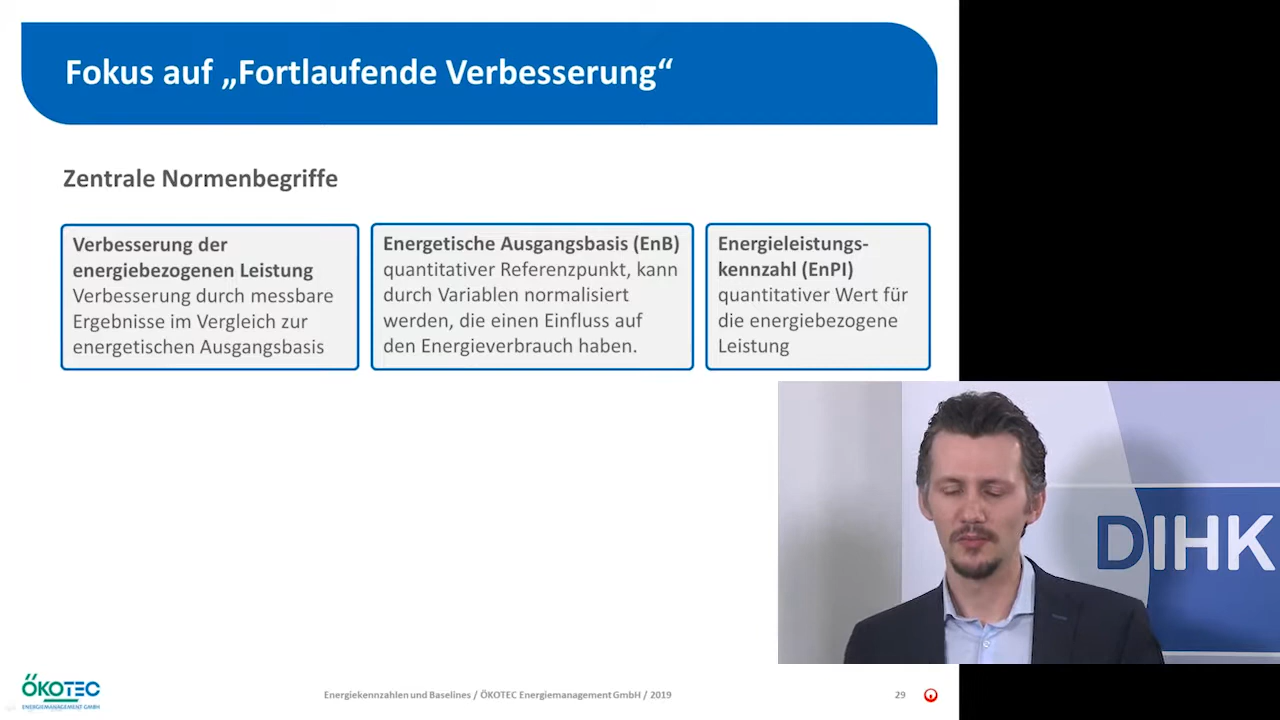 Fokus auf „Fortlaufende Verbesserung“
Zentrale Normenbegriffe
Verbesserung der
energiebezogenen Leistung
Verbesserung durch messbare
Ergebnisse im Vergleich zur
energetischen Ausgangsbasis
Energetische Ausgangsbasis (EnB)
quantitativer Referenzpunkt, kann
durch Variablen normalisiert
werden, die einen Einfluss auf
den Energieverbrauch haben.
Energieleistungs-
kennzahl (EnPI)
quantitativer Wert für
die energiebezogene
Leistung
DIHK
ÖKOTEC
ENERGIEMANAGEMENT GMBH
Energiekennzahlen und Baselines / ÖKOTEC Energiemanagement GmbH / 2019
29